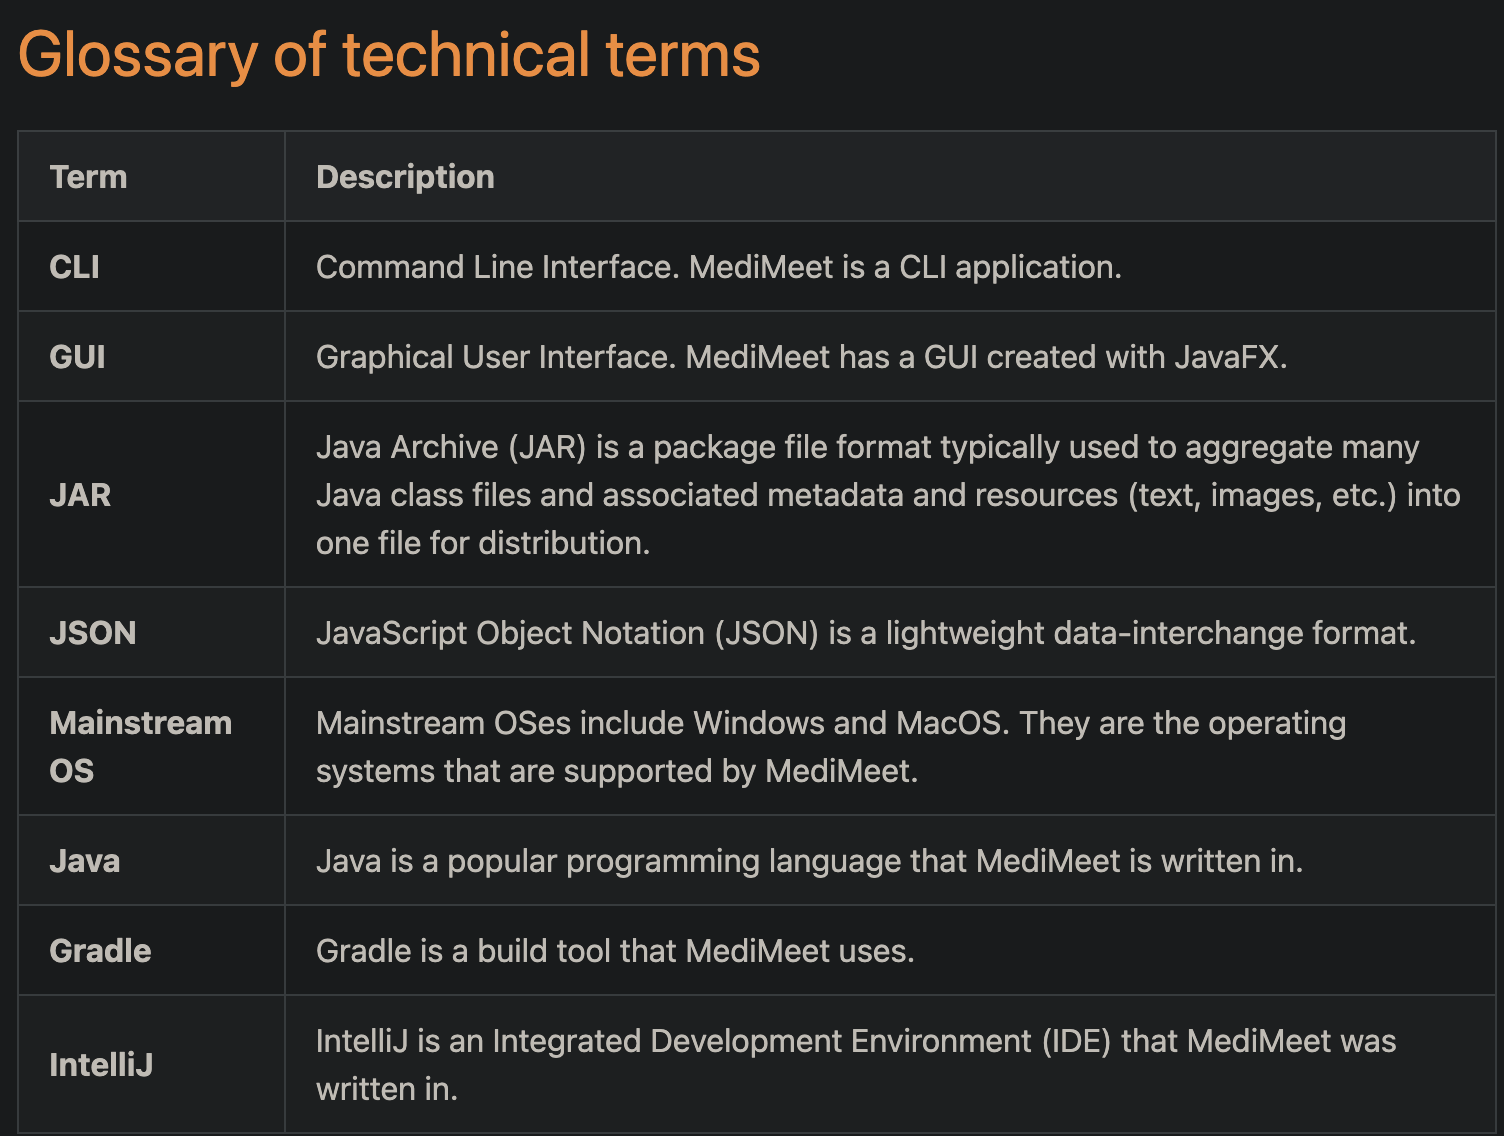 Glossary of technical terms
Term Description
CLI Command Line Interface. MediMeet is a CLI application.
GUI Graphical User Interface. MediMeet has a GUI created with JavaFX.
JAR Java Archive (JAR) is a package file format typically used to aggregate many
Java class files and associated metadata and resources (text, images, etc.) into
one file for distribution.
JSON JavaScript Object Notation (JSON) is a lightweight data-interchange format.
Mainstream OS Mainstream OSes include Windows and MacOS. They are the operating
systems that are supported by MediMeet.
Java Java is a popular programming language that MediMeet is written in.
Gradle Gradle is a build tool that MediMeet uses.
IntelliJ IntelliJ is an Integrated Development Environment (IDE) that MediMeet was
written in.